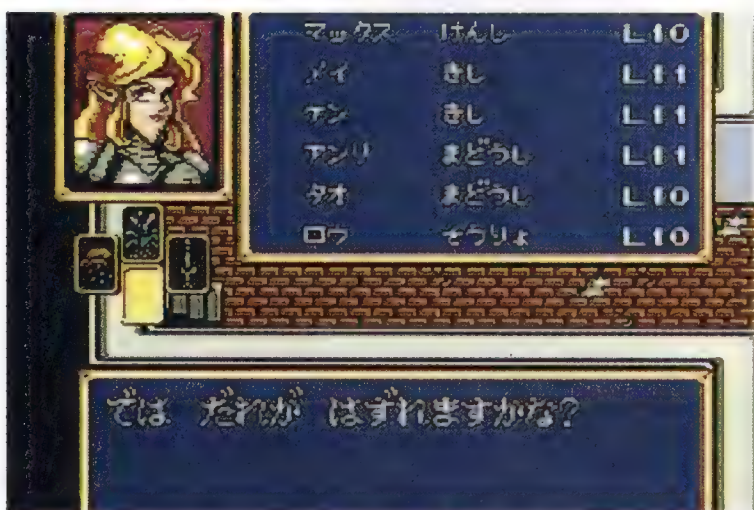 マックス けんし L10
メイ きし L11
ケン きし L11
アンリ まどうし L11
タオ まどうし L10
ロウ そうりょ L10
では だれが はずれますかな?